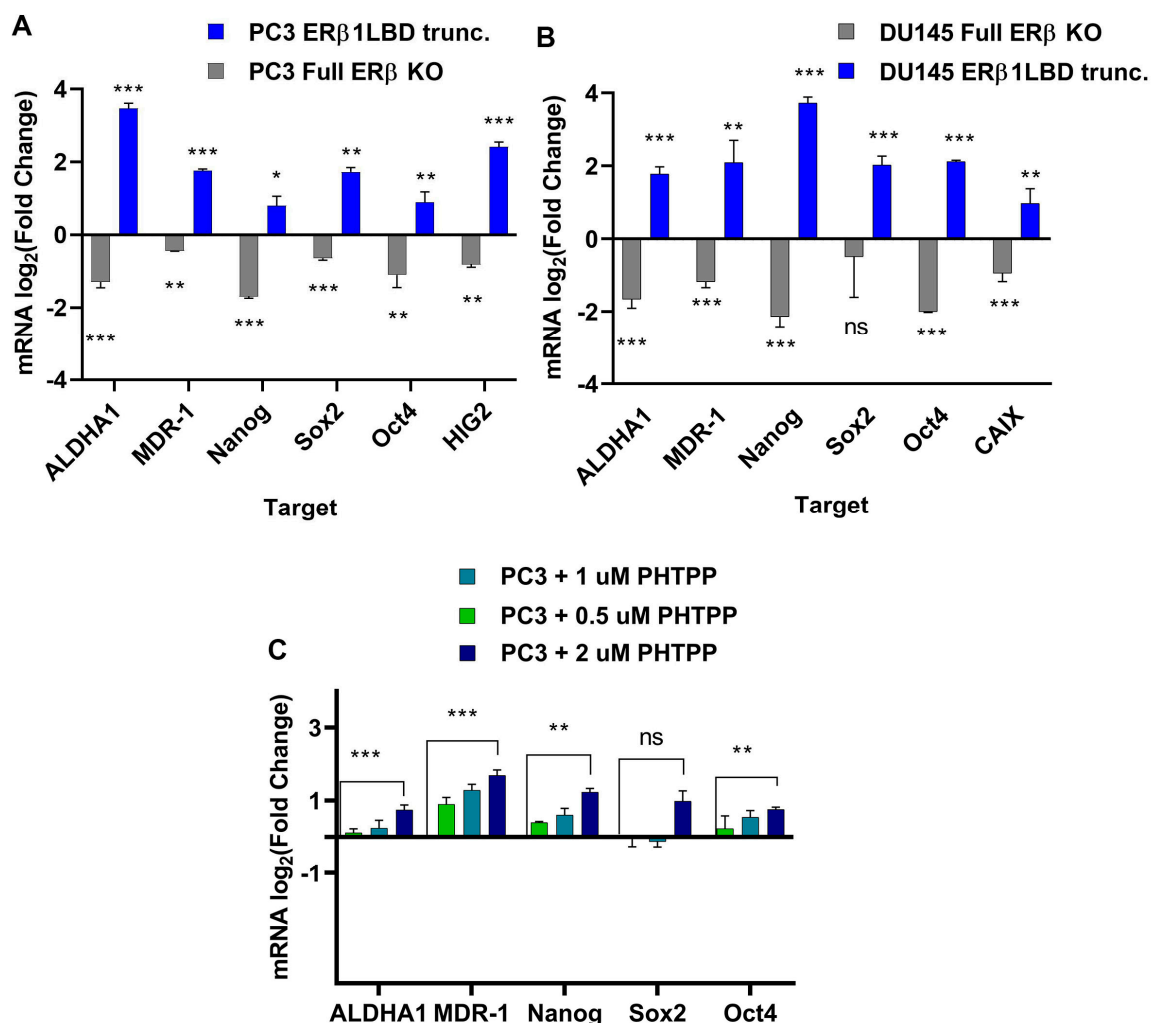 A
PC3 ERβ1LBD trunc.
PC3 Full ERβ KO
mRNA log2(Fold Change)
4
2
0
-2
-4
***
***
*
**
**
***
***
**
***
***
**
**
ALDHA1
MDR-1
Nanog
Sox2
Oct4
HIG2
Target
B
DU145 Full ERβ KO
DU145 ERβ1LBD trunc.
mRNA log2(Fold Change)
4
2
0
-2
-4
***
**
***
***
***
**
***
***
***
ns
***
***
ALDHA1
MDR-1
Nanog
Sox2
Oct4
CAIX
Target
C
PC3 + 1 uM PHTPP
PC3 + 0.5 uM PHTPP
PC3 + 2 uM PHTPP
mRNA log2(Fold Change)
3
1
-1
***
***
**
ns
**
ALDHA1 MDR-1 Nanog Sox2 Oct4